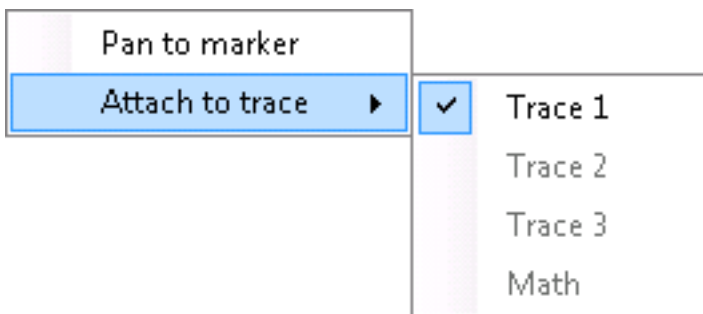 Pan to marker
Attach to trace
Trace 1
Trace 2
Trace 3
Math